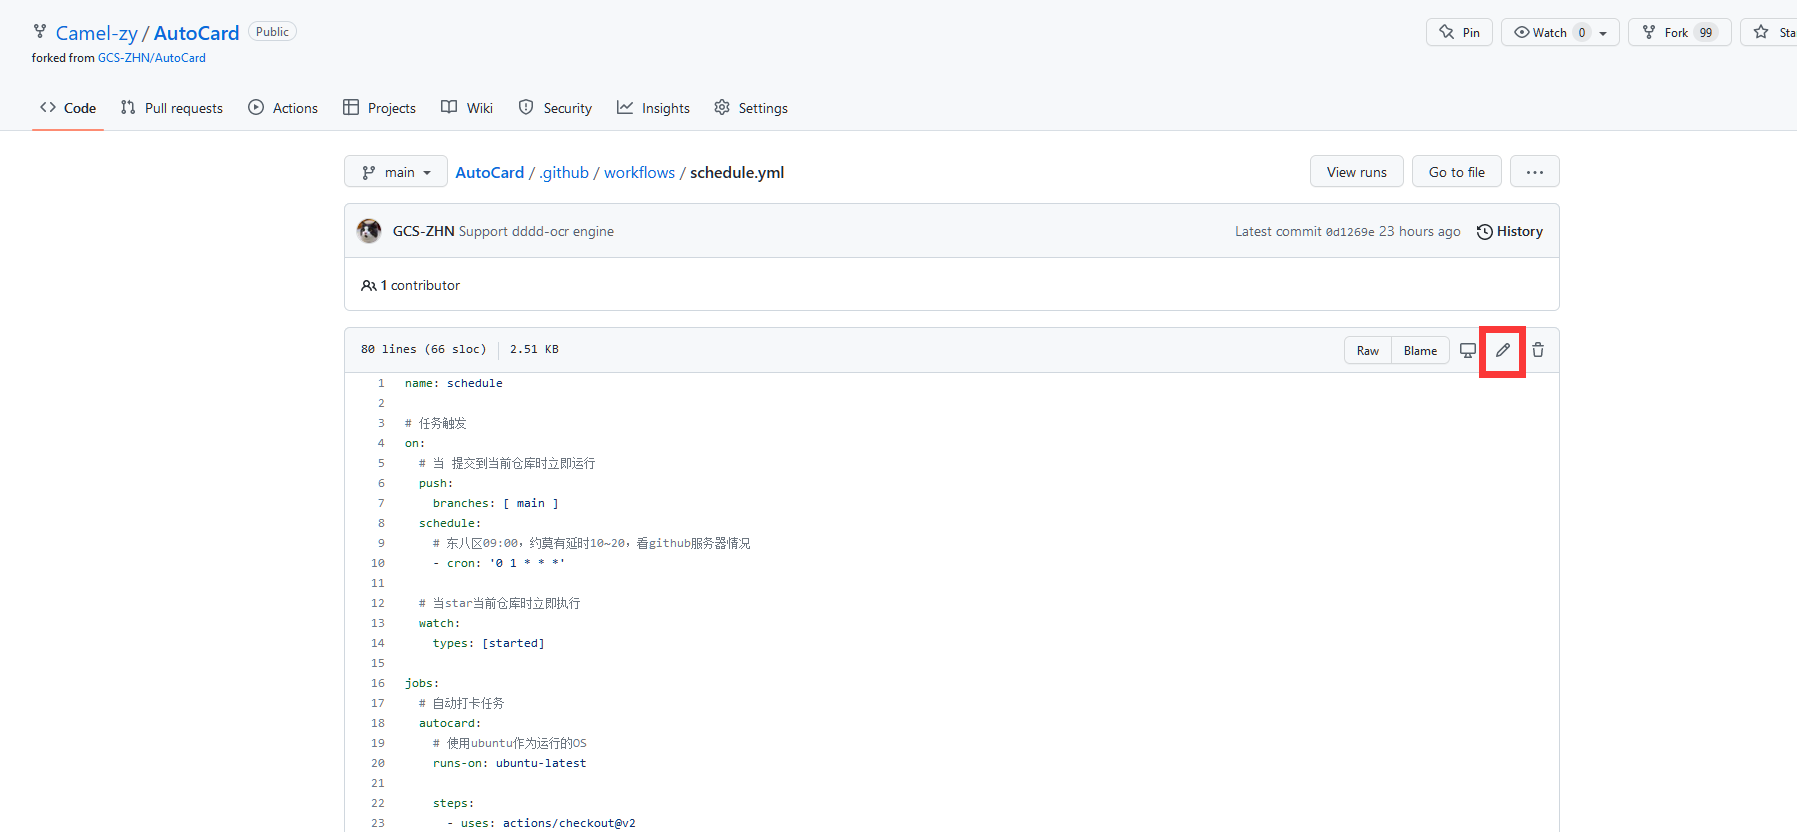 Camel-zy / AutoCard Public
Pin Watch 0 Fork 99
forked from GCS-ZHN/AutoCard
Code Pull requests Actions Projects Wiki Security Insights Settings
main AutoCard / .github / workflows / schedule.yml View runs Go to file ...
GCS-ZHN Support dddd-ocr engine Latest commit 0d1269e 23 hours ago History
1 contributor
80 lines (66 sloc) 2.51 KB Raw Blame
1 name: schedule
2
3 # 任务触发
4 on:
5 # 当 提交到当前仓库时立即运行
6 push:
7 branches: [ main ]
8 schedule:
9 # 东八区09:00，约莫有延时10~20，看github服务器情况
10 - cron: '0 1 * * *'
11
12 # 当star当前仓库时立即执行
13 watch:
14 types: [started]
15
16 jobs:
17 # 自动打卡任务
18 autocard:
19 # 使用ubuntu作为运行的OS
20 runs-on: ubuntu-latest
21
22 steps:
23 - uses: actions/checkout@v2